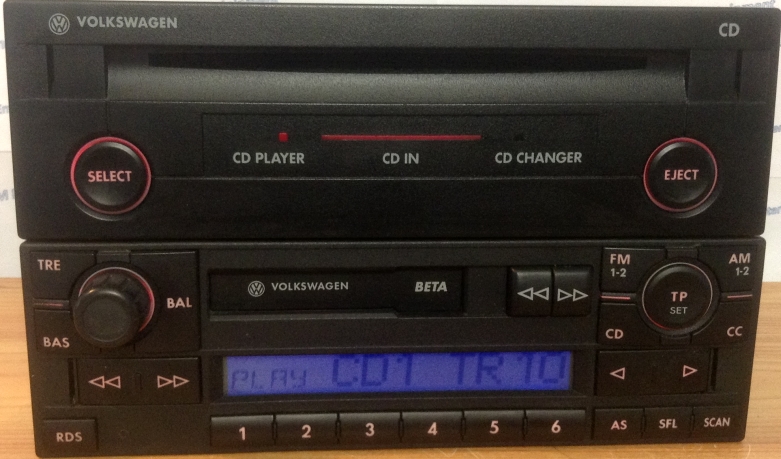 VOLKSWAGEN
CD
CD PLAYER CD IN CD CHANGER
SELECT
EJECT
TRE
BAL
BAS
VOLKSWAGEN BETA
FM
1-2
AM
1-2
TP
SET
CD
CC
PLAY CD1 TR10
RDS
1 2 3 4 5 6
AS SFL SCAN